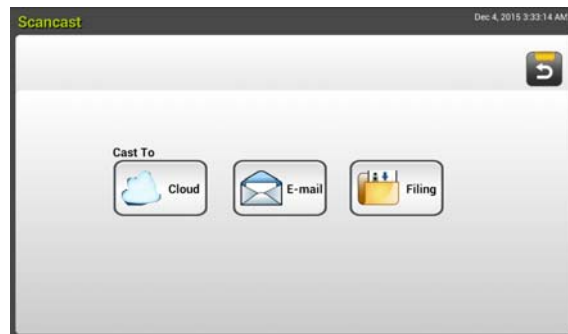 Scancast
Dec 4, 2015 3:33:14 AM
Cast To
Cloud
E-mail
Filing